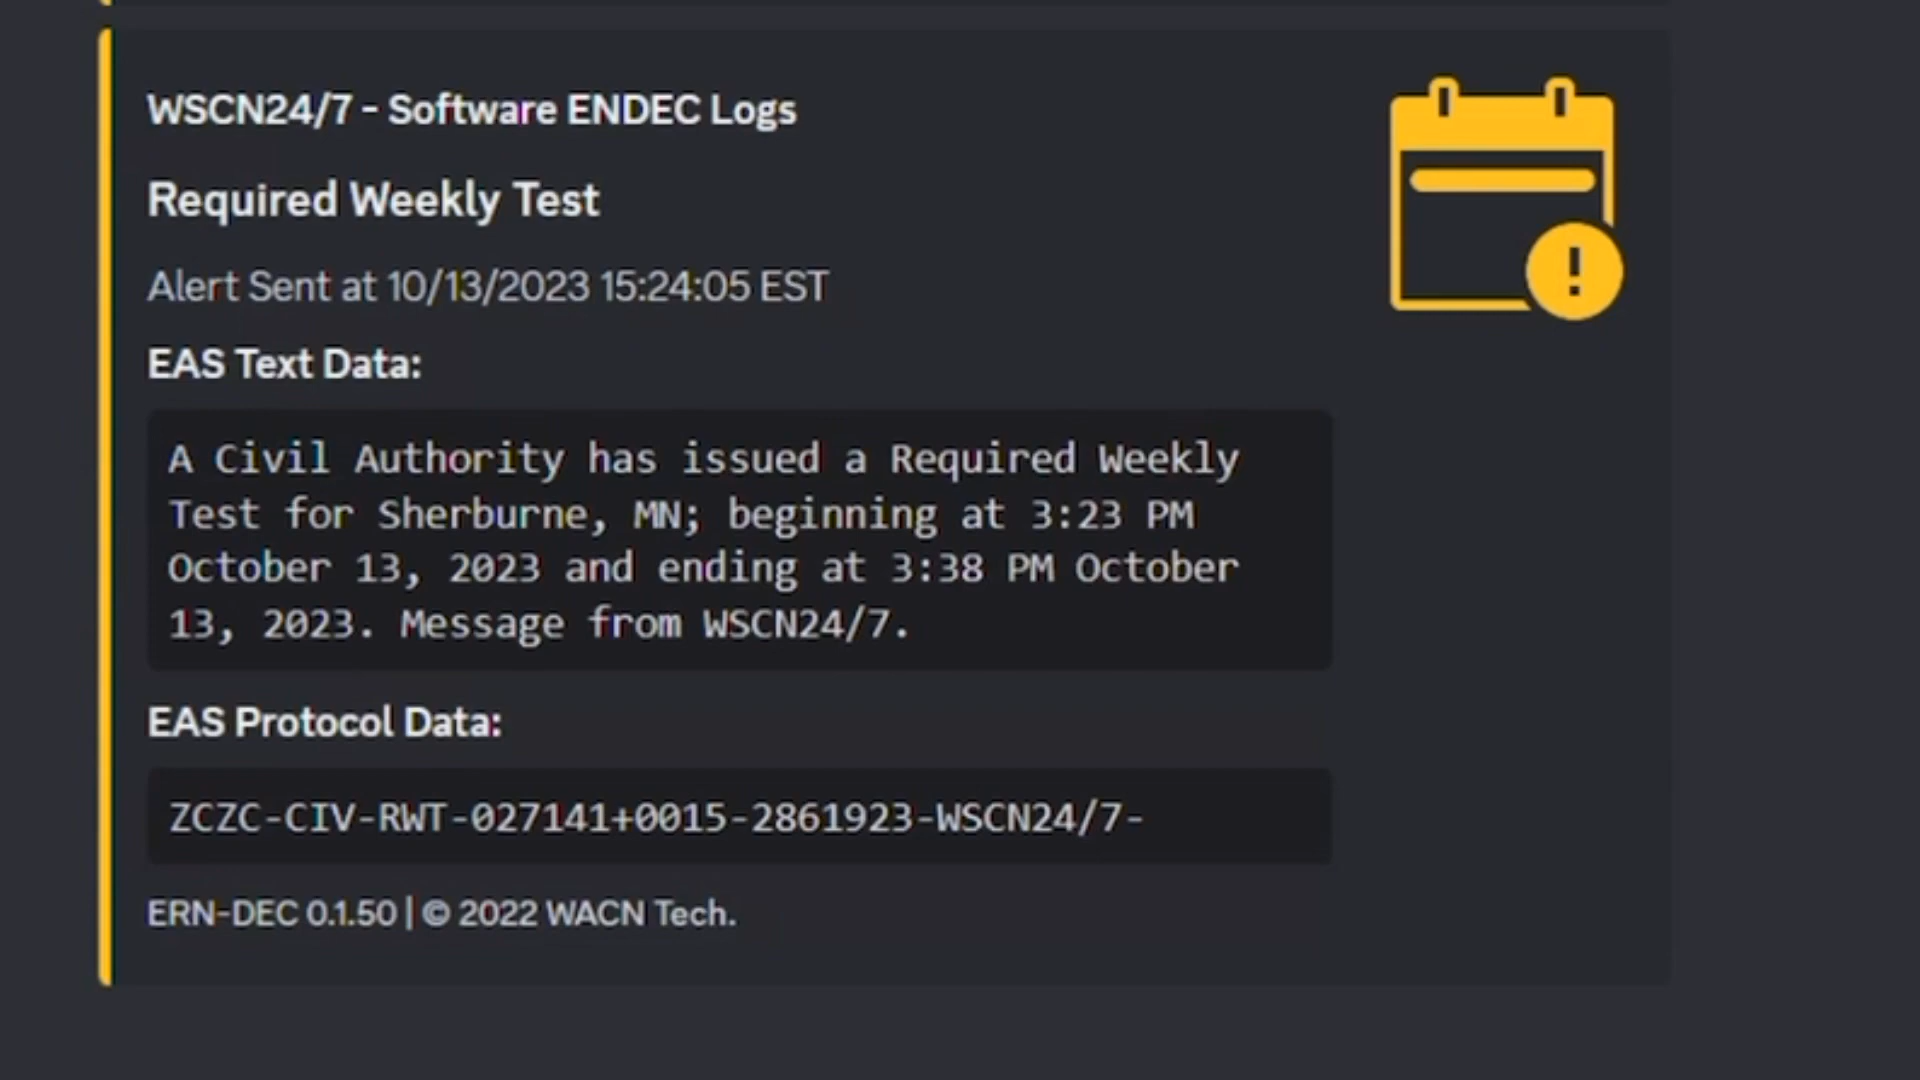 WSCN24/7 - Software ENDEC Logs
Required Weekly Test
Alert Sent at 10/13/2023 15:24:05 EST
EAS Text Data:
A Civil Authority has issued a Required Weekly
Test for Sherburne, MN; beginning at 3:23 PM
October 13, 2023 and ending at 3:38 PM October
13, 2023. Message from WSCN24/7.
EAS Protocol Data:
ZCZC-CIV-RWT-027141+0015-2861923-WSCN24/7-
ERN-DEC 0.1.50 | © 2022 WACN Tech.